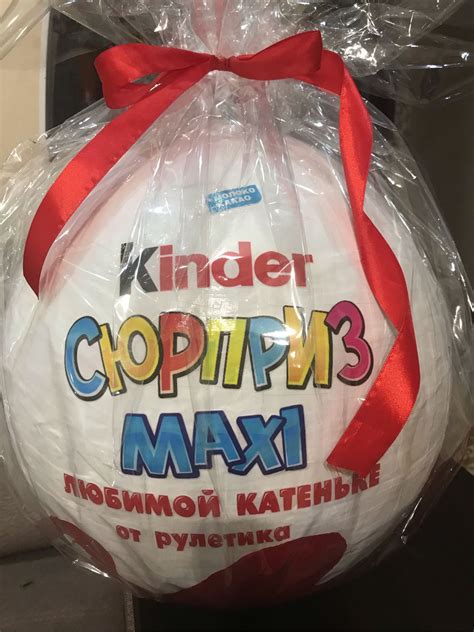 МОЛОКО
КАКАО
Kinder
СЮРПРИЗ
MAXI
ЛЮБИМОЙ КАТЕНЬКЕ
от рулетика